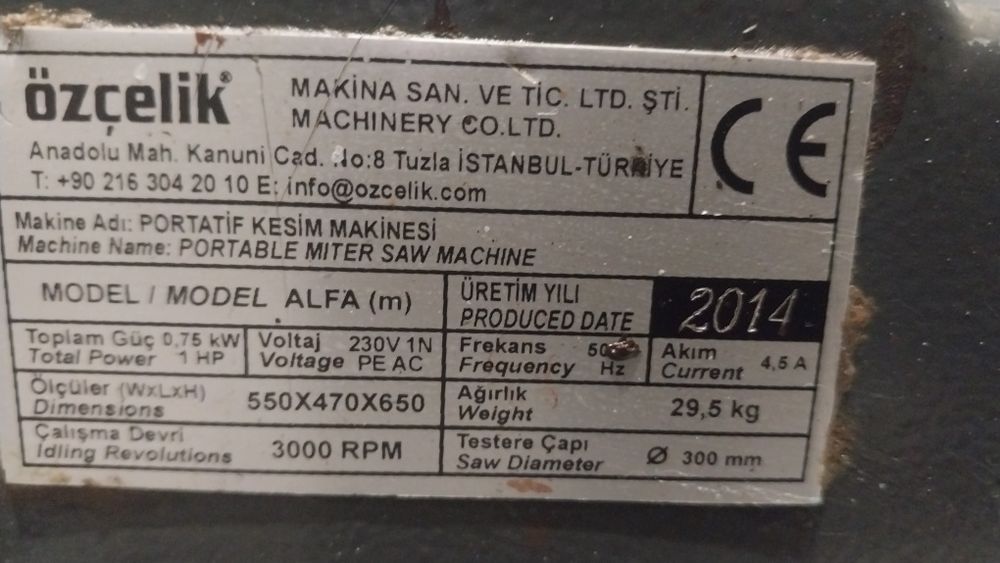 özçelik®
MAKİNA SAN. VE TİC. LTD. ŞTİ.
MACHINERY CO.LTD.
Anadolu Mah. Kanuni Cad. No:8 Tuzla İSTANBUL-TÜRKİYE
T: +90 216 304 20 10 E: info@ozcelik.com
CE
Makine Adı: PORTATİF KESİM MAKİNESİ
Machine Name: PORTABLE MITER SAW MACHINE
MODEL / MODEL ALFA (m)
ÜRETİM YILI
PRODUCED DATE
2014
Toplam Güç 0,75 kW
Total Power 1 HP
Voltaj 230V 1N
Voltage PE AC
Frekans 50
Frequency Hz
Akım
Current 4,5 A
Ölçüler (WxLxH)
Dimensions
550X470X650
Ağırlık
Weight
29,5 kg
Çalışma Devri
Idling Revolutions
3000 RPM
Testere Çapı
Saw Diameter
Ø 300 mm